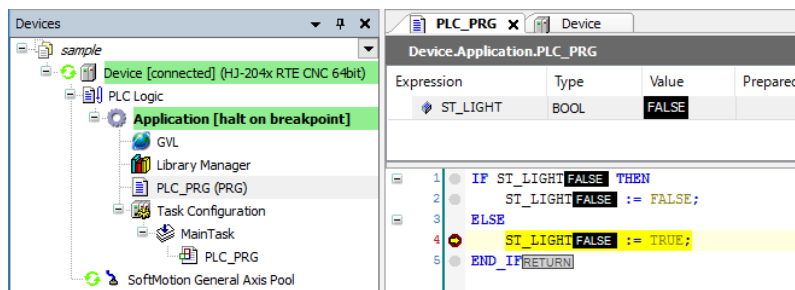 Devices
sample
Device [connected] (HJ-204x RTE CNC 64bit)
PLC Logic
Application [halt on breakpoint]
GVL
Library Manager
PLC_PRG (PRG)
Task Configuration
MainTask
PLC_PRG
SoftMotion General Axis Pool
PLC_PRG Device
Device.Application.PLC_PRG
Expression Type Value Prepared
ST_LIGHT BOOL FALSE
1 IF ST_LIGHT FALSE THEN
2 ST_LIGHT FALSE := FALSE;
3 ELSE
4 ST_LIGHT FALSE := TRUE;
5 END_IF RETURN